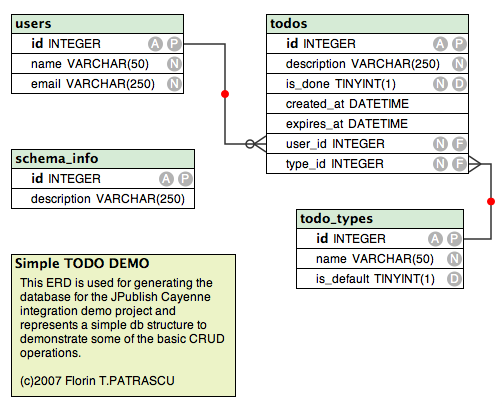 users
id INTEGER A P
name VARCHAR(50) N
email VARCHAR(250) N
todos
id INTEGER A P
description VARCHAR(250) N
is_done TINYINT(1) N D
created_at DATETIME
expires_at DATETIME
user_id INTEGER N F
type_id INTEGER N F
schema_info
id INTEGER A P
description VARCHAR(250)
todo_types
id INTEGER A P
name VARCHAR(50) N
is_default TINYINT(1) D
Simple TODO DEMO
This ERD is used for generating the
database for the JPublish Cayenne
integration demo project and
represents a simple db structure to
demonstrate some of the basic CRUD
operations.
(c)2007 Florin T.PATRASCU